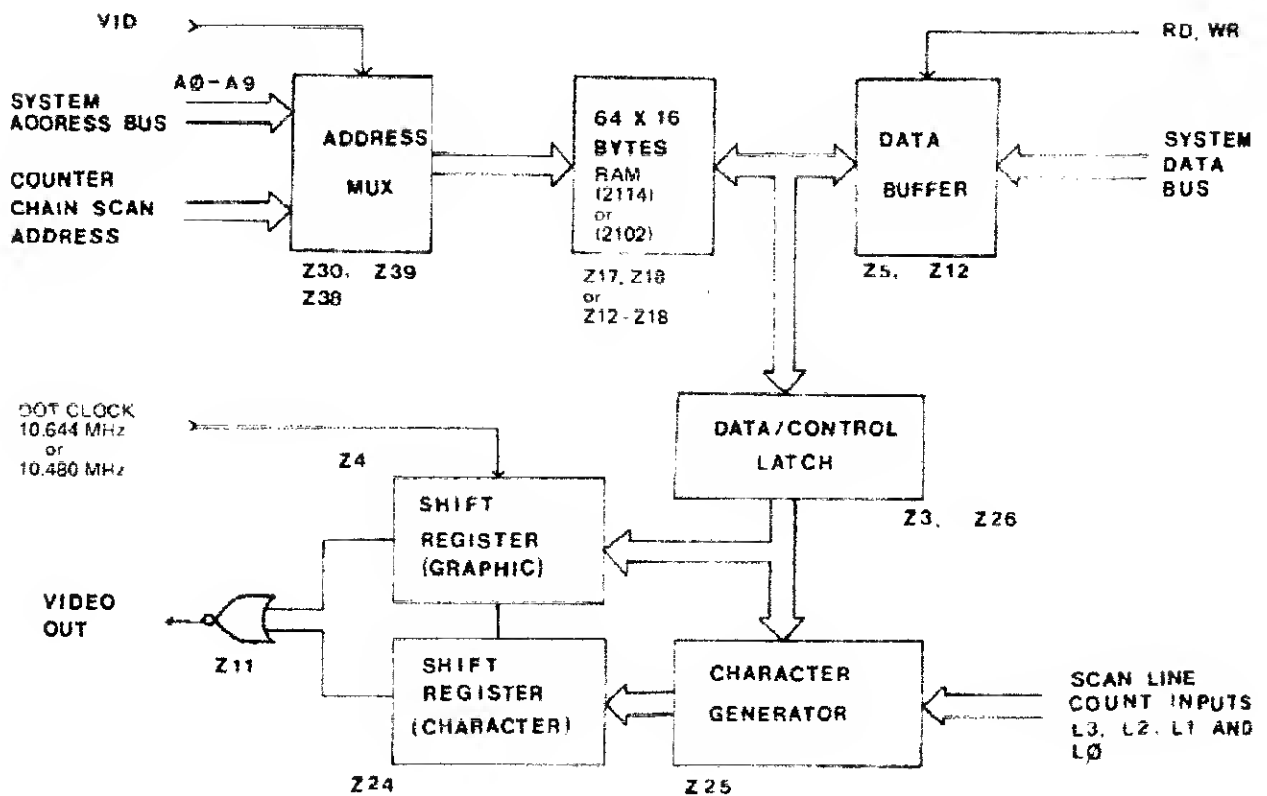 VID
RD, WR
A0-A9
SYSTEM
ADDRESS BUS
COUNTER
CHAIN SCAN
ADDRESS
ADDRESS
MUX
Z30, Z39
Z38
64 X 16
BYTES
RAM
(2114)
or
(2102)
Z17, Z18
or
Z12-Z18
DATA
BUFFER
Z5, Z12
SYSTEM
DATA
BUS
DOT CLOCK
10.644 MHz
or
10.480 MHz
Z4
DATA/CONTROL
LATCH
Z3, Z26
SHIFT
REGISTER
(GRAPHIC)
VIDEO
OUT
Z11
SHIFT
REGISTER
(CHARACTER)
Z24
CHARACTER
GENERATOR
Z25
SCAN LINE
COUNT INPUTS
L3, L2, L1 AND
LØ